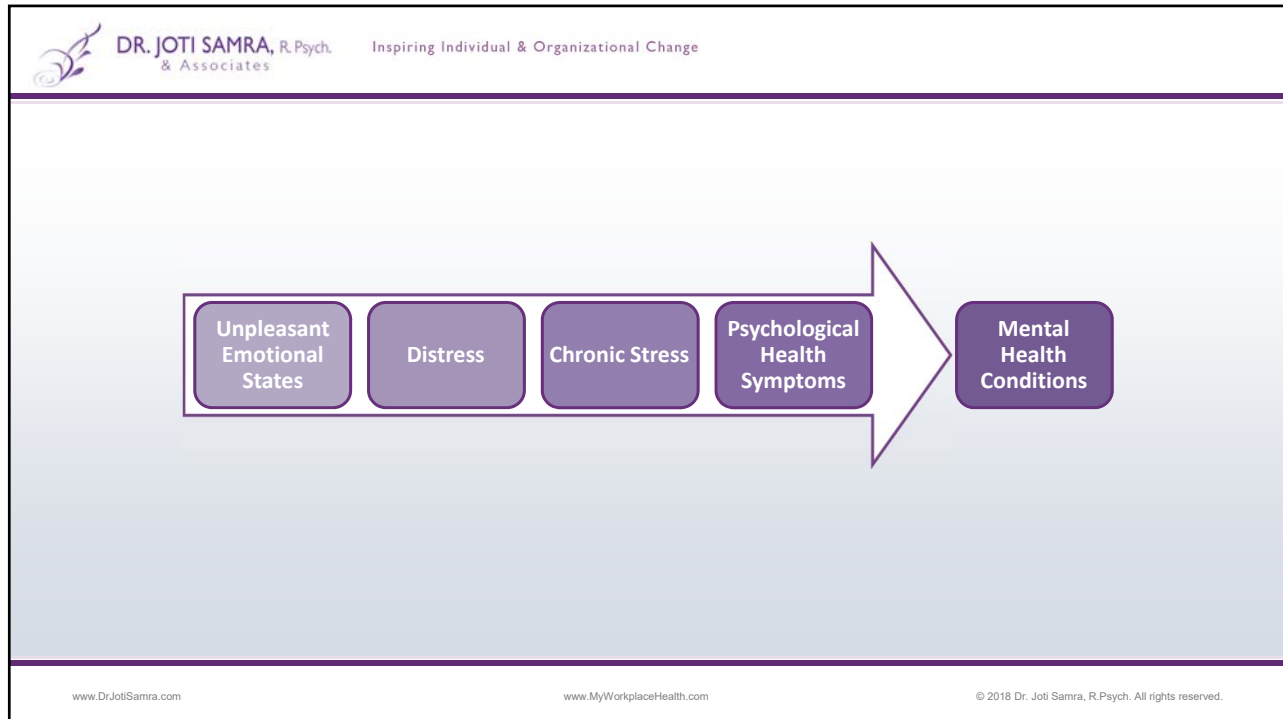 DR. JOTI SAMRA, R. Psych.
& Associates
Inspiring Individual & Organizational Change
Unpleasant
Emotional
States
Distress
Chronic Stress
Psychological
Health
Symptoms
Mental
Health
Conditions
www.DrJotiSamra.com
www.MyWorkplaceHealth.com
© 2018 Dr. Joti Samra, R.Psych. All rights reserved.